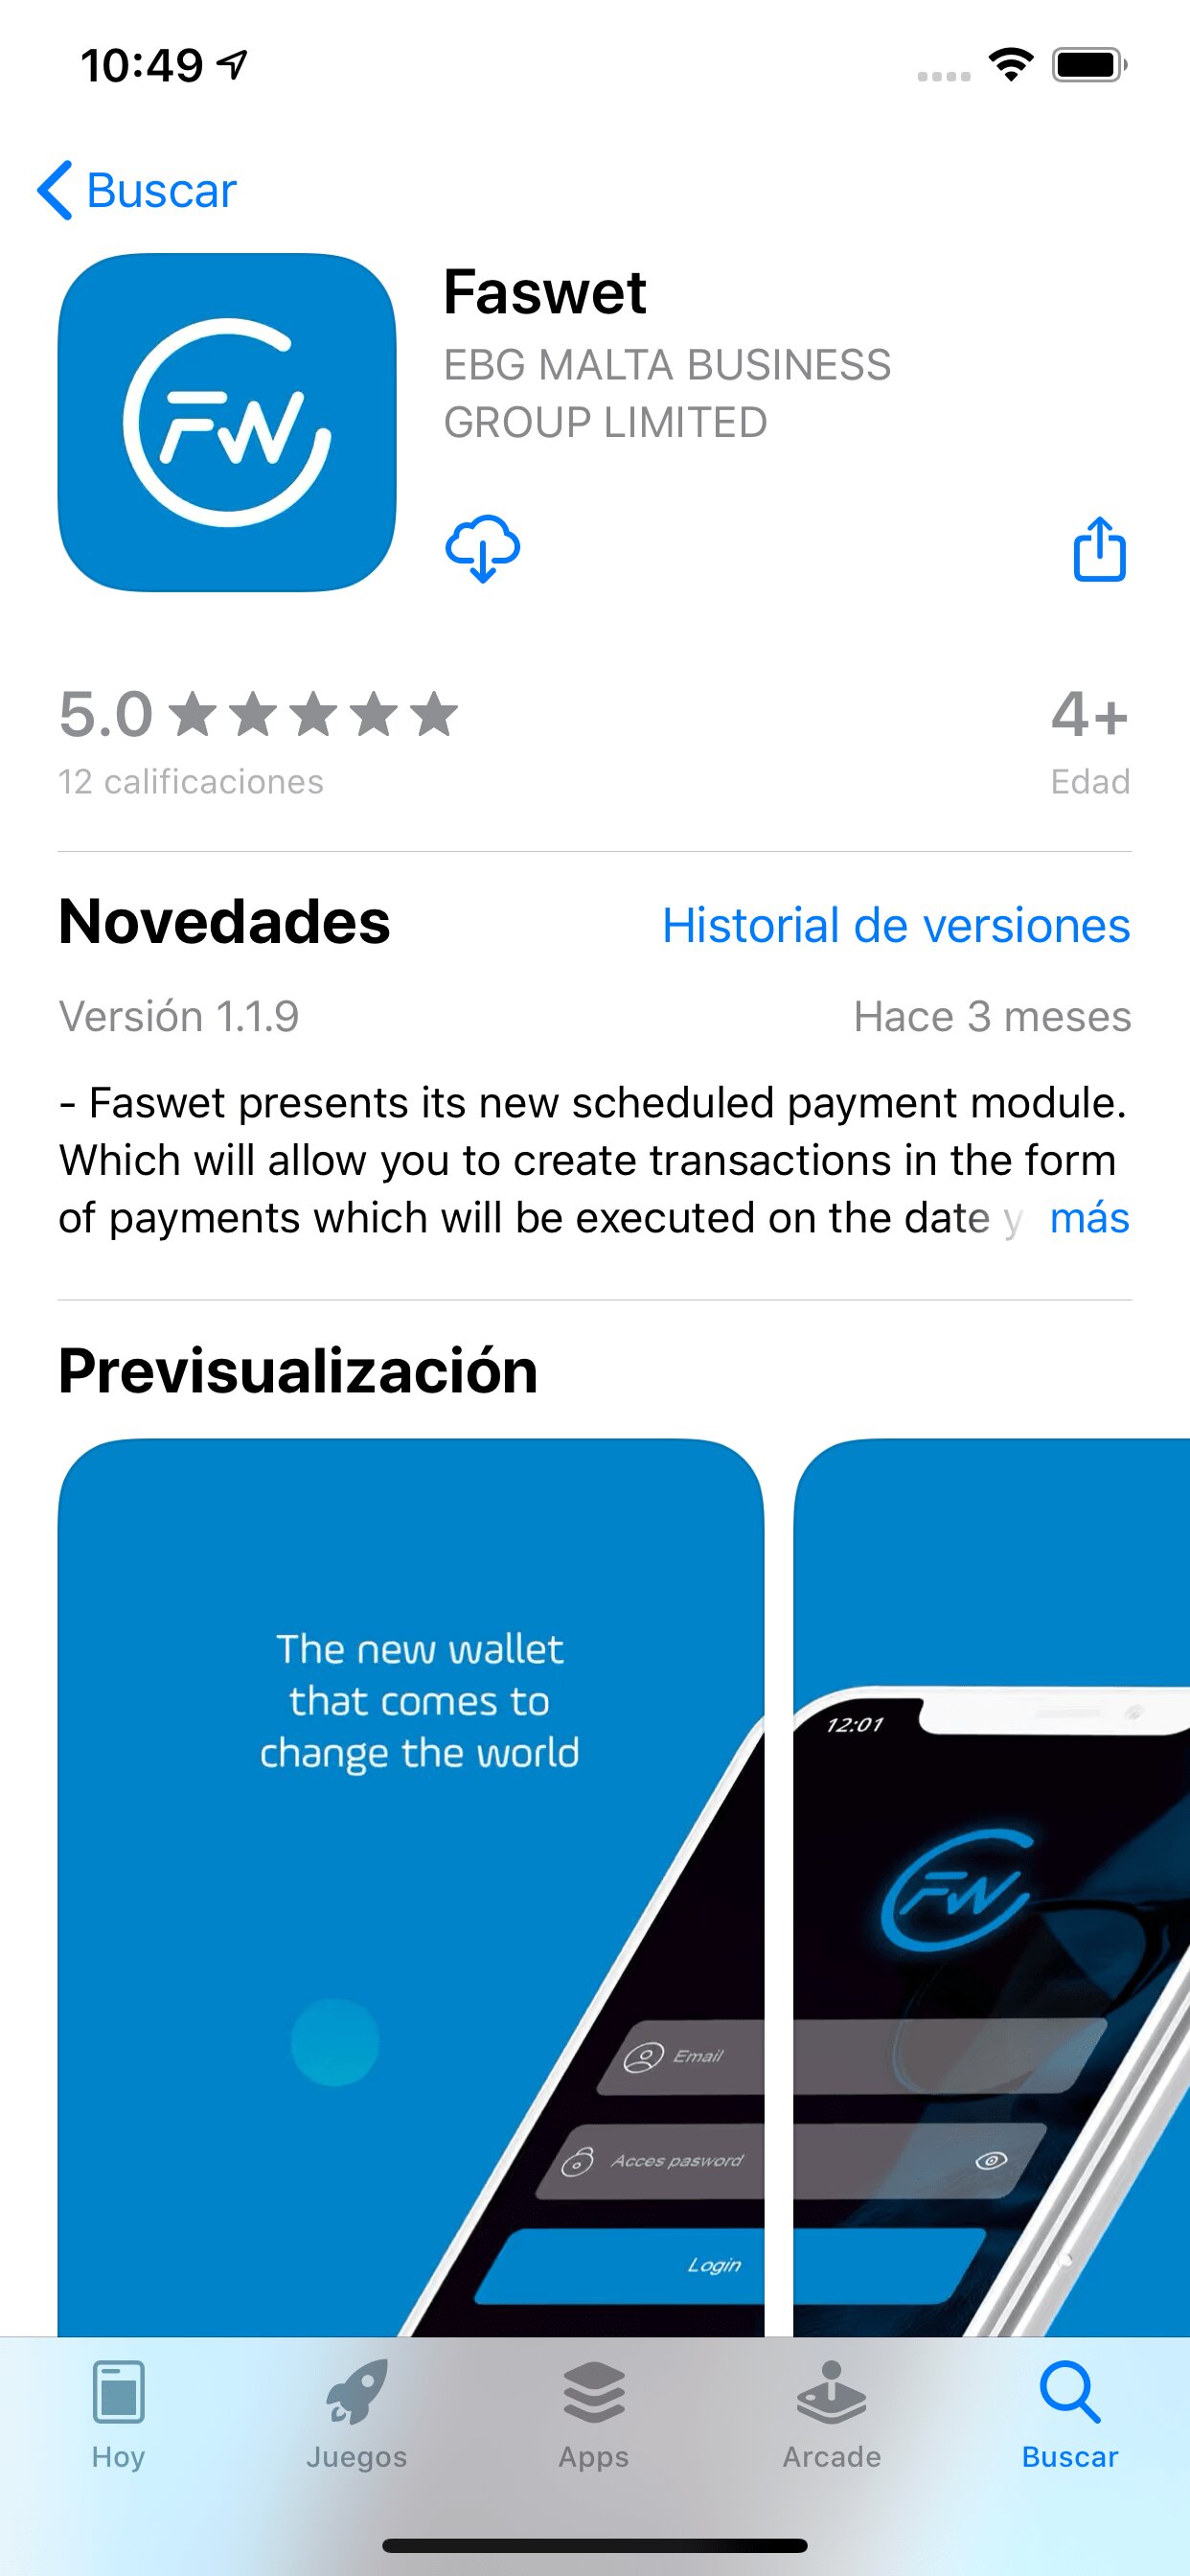 10:49
Buscar
FW
Faswet
EBG MALTA BUSINESS
GROUP LIMITED
5.0
4+
12 calificaciones
Edad
Novedades
Historial de versiones
Versión 1.1.9
Hace 3 meses
- Faswet presents its new scheduled payment module.
Which will allow you to create transactions in the form
of payments which will be executed on the date y más
Previsualización
The new wallet
that comes to
change the world
12:01
FW
Email
Acces pasword
Login
Hoy
Juegos
Apps
Arcade
Buscar